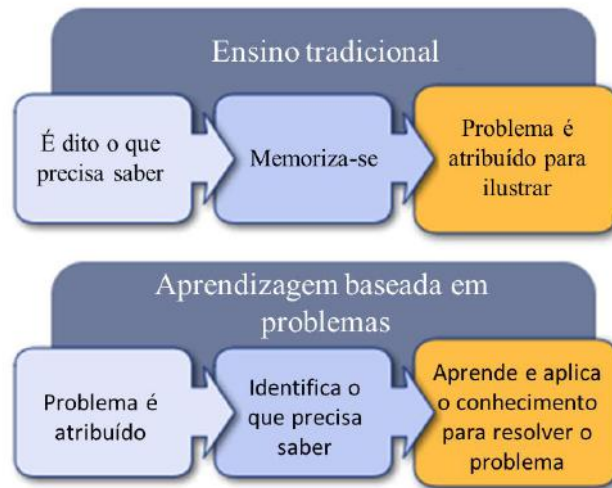 Ensino tradicional
É dito o que
precisa saber
Memoriza-se
Problema é
atribuído para
ilustrar
Aprendizagem baseada em
problemas
Problema é
atribuído
Identifica o
que precisa
saber
Aprende e aplica
o conhecimento
para resolver o
problema